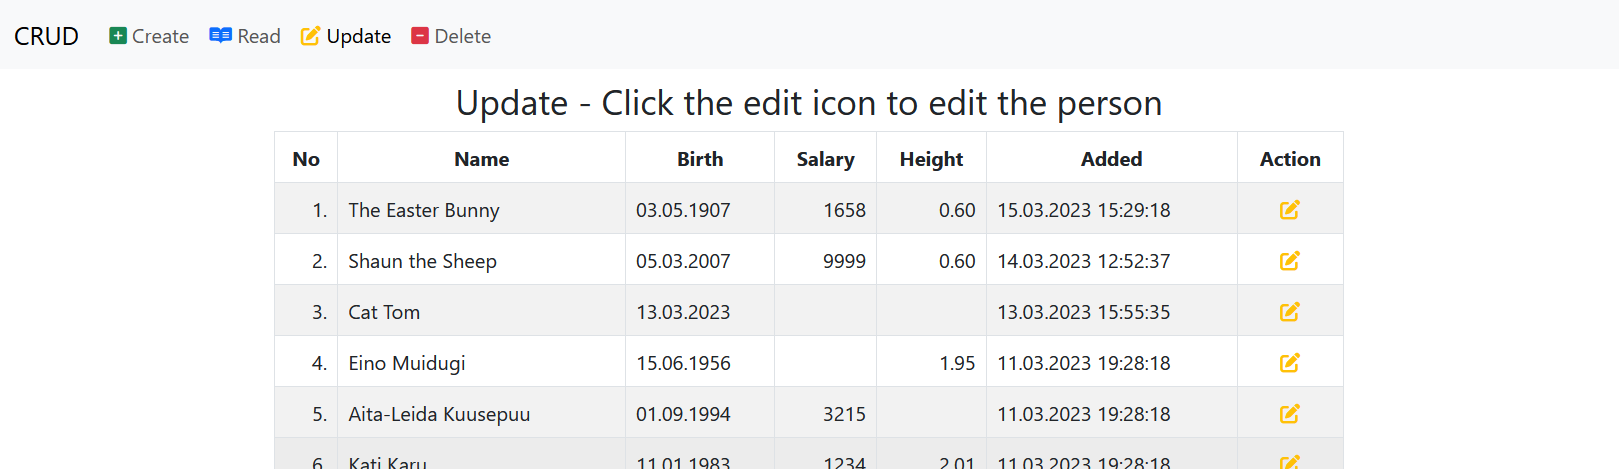 CRUD Create Read Update Delete
Update - Click the edit icon to edit the person
No Name Birth Salary Height Added Action
1. The Easter Bunny 03.05.1907 1658 0.60 15.03.2023 15:29:18
2. Shaun the Sheep 05.03.2007 9999 0.60 14.03.2023 12:52:37
3. Cat Tom 13.03.2023 13.03.2023 15:55:35
4. Eino Muidugi 15.06.1956 1.95 11.03.2023 19:28:18
5. Aita-Leida Kuusepuu 01.09.1994 3215 11.03.2023 19:28:18
6. Kati Karu 11.01.1983 1234 2.01 11.03.2023 19:28:18